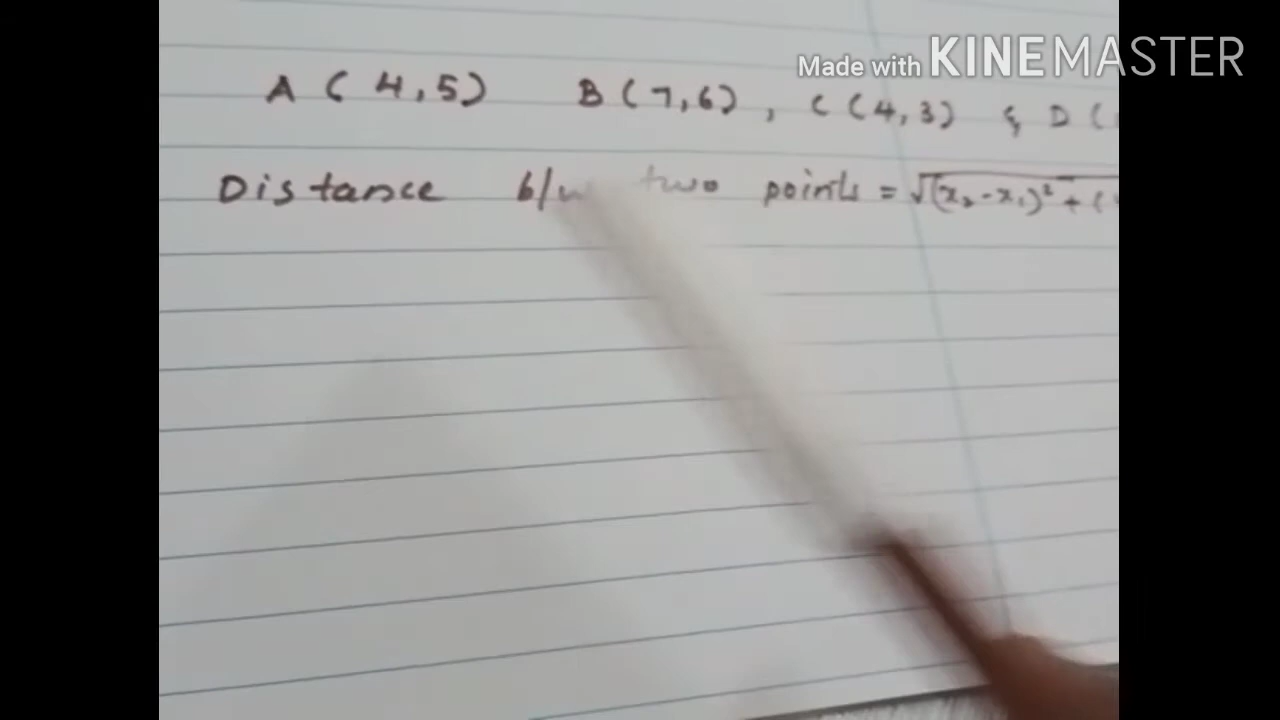 Made with KINEMASTER
A ( 4,5) B (7,6) , C (4,3) & D (
Distance b/w two points = √(x₂-x₁)² + (